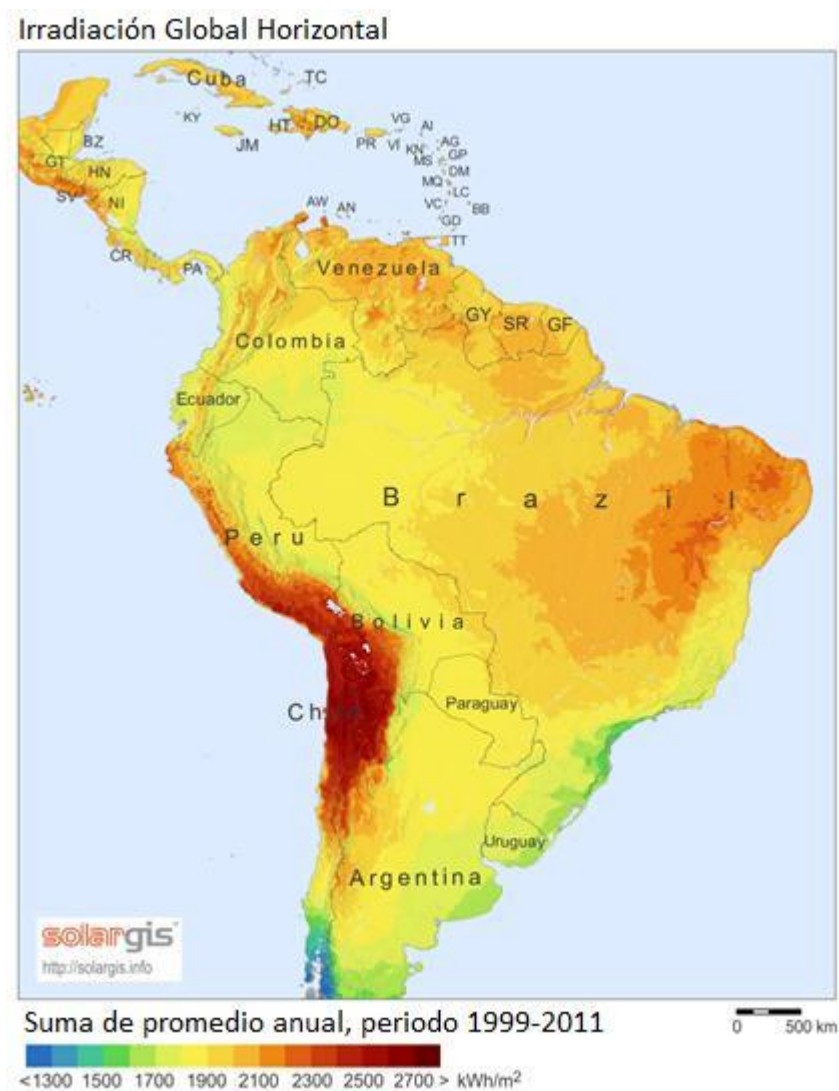 Irradiación Global Horizontal
Cuba
TC
KY
HT
DO
JM
PR
VG
VI
AI
KN
AG
MS
GP
DM
MQ
LC
VC
BB
GD
TT
BZ
GT
HN
SV
NI
CR
PA
AW
AN
Venezuela
GY
SR
GF
Colombia
Ecuador
Brazil
Peru
Bolivia
Paraguay
Chile
Uruguay
Argentina
solargis
http://solargis.info
Suma de promedio anual, periodo 1999-2011
0 500 km
<1300 1500 1700 1900 2100 2300 2500 2700 > kWh/m²